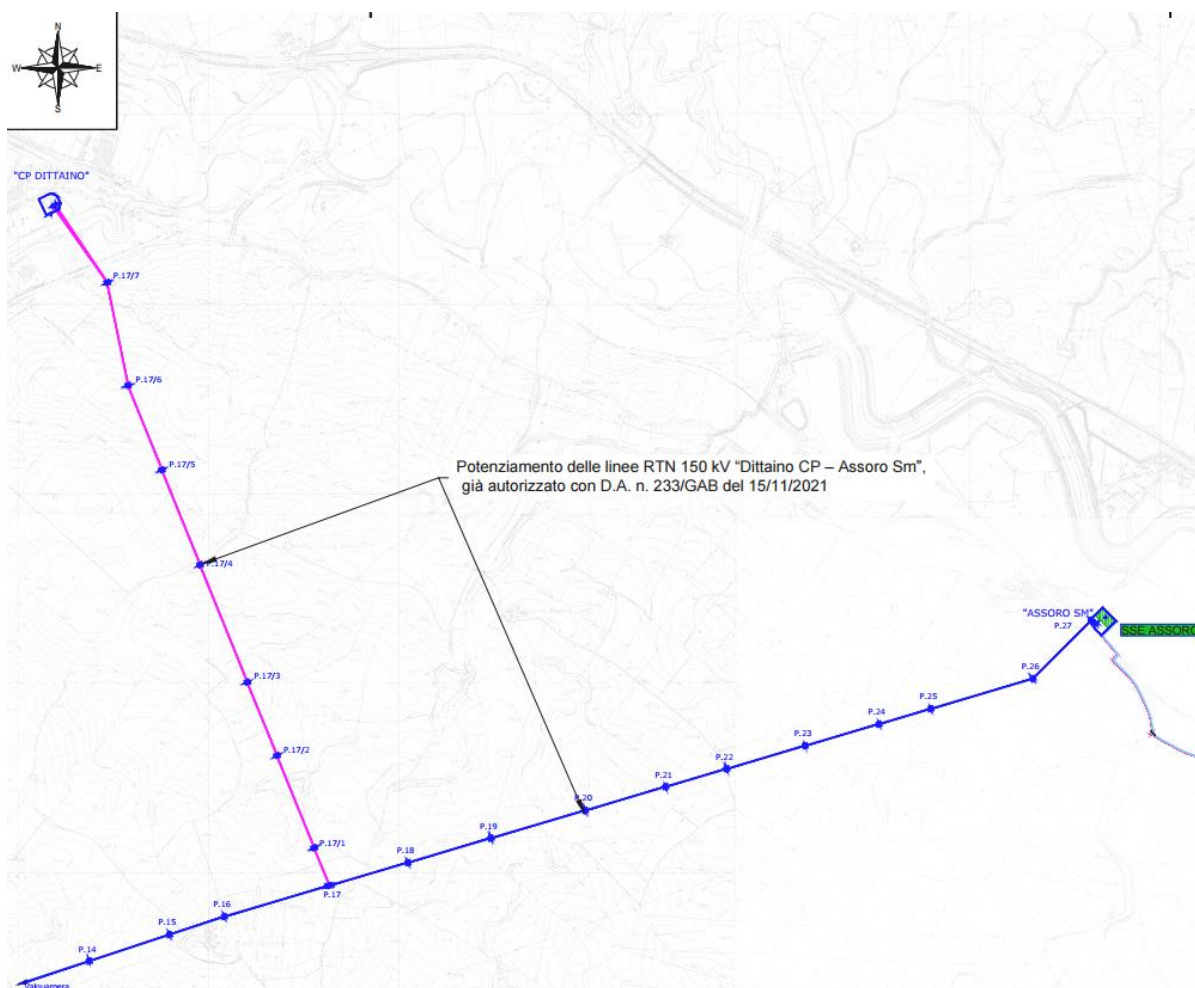 N
W
E
S
"CP DITTAINO"
P.17/7
P.17/6
P.17/5
Potenziamento delle linee RTN 150 kV “Dittaino CP – Assoro Sm”,
già autorizzato con D.A. n. 233/GAB del 15/11/2021
P.17/4
"ASSORO SM"
P.27
SSE ASSORO
P.26
P.17/3
P.25
P.24
P.23
P.17/2
P.22
P.21
P.20
P.19
P.17/1
P.18
P.17
P.16
P.15
P.14